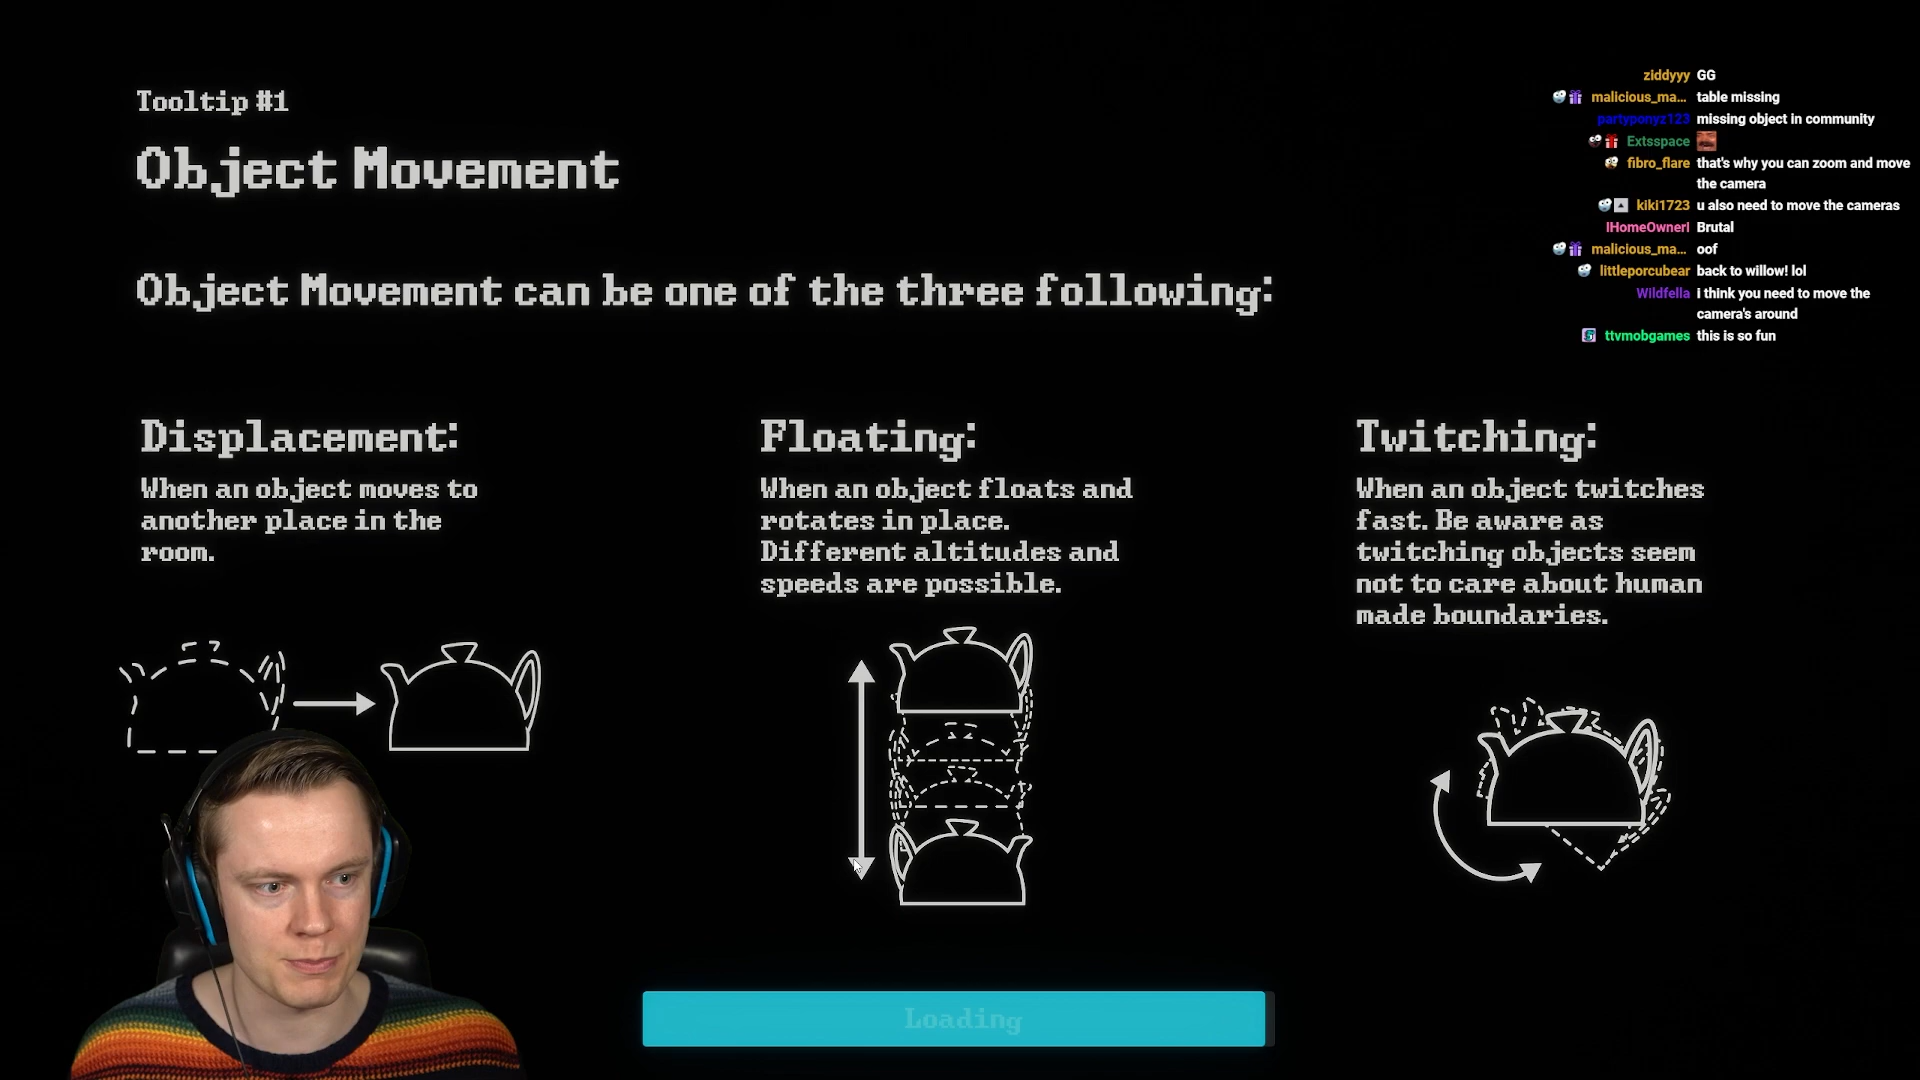 Tooltip #1
Object Movement
Object Movement can be one of the three following:
Displacement:
When an object moves to
another place in the
room.
Floating:
When an object floats and
rotates in place.
Different altitudes and
speeds are possible.
Twitching:
When an object twitches
fast. Be aware as
twitching objects seem
not to care about human
made boundaries.
Loading
ziddyyy GG
malicious_ma... table missing
partyponyz123 missing object in community
Extsspace
fibro_flare that's why you can zoom and move
the camera
kiki1723 u also need to move the cameras
IHomeOwnerI Brutal
malicious_ma... oof
littleporcubear back to willow! lol
Wildfella i think you need to move the
camera's around
ttvmobgames this is so fun